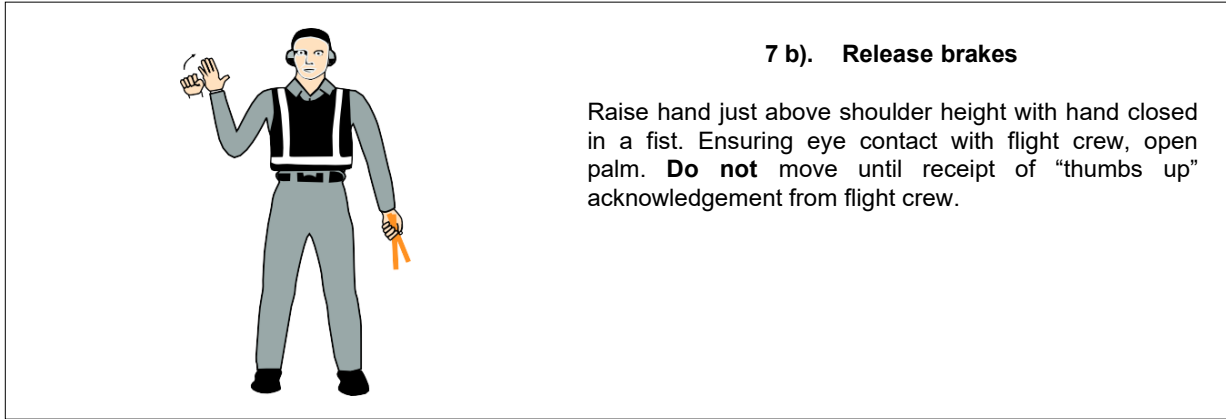 7 b). Release brakes
Raise hand just above shoulder height with hand closed
in a fist. Ensuring eye contact with flight crew, open
palm. Do not move until receipt of “thumbs up”
acknowledgement from flight crew.